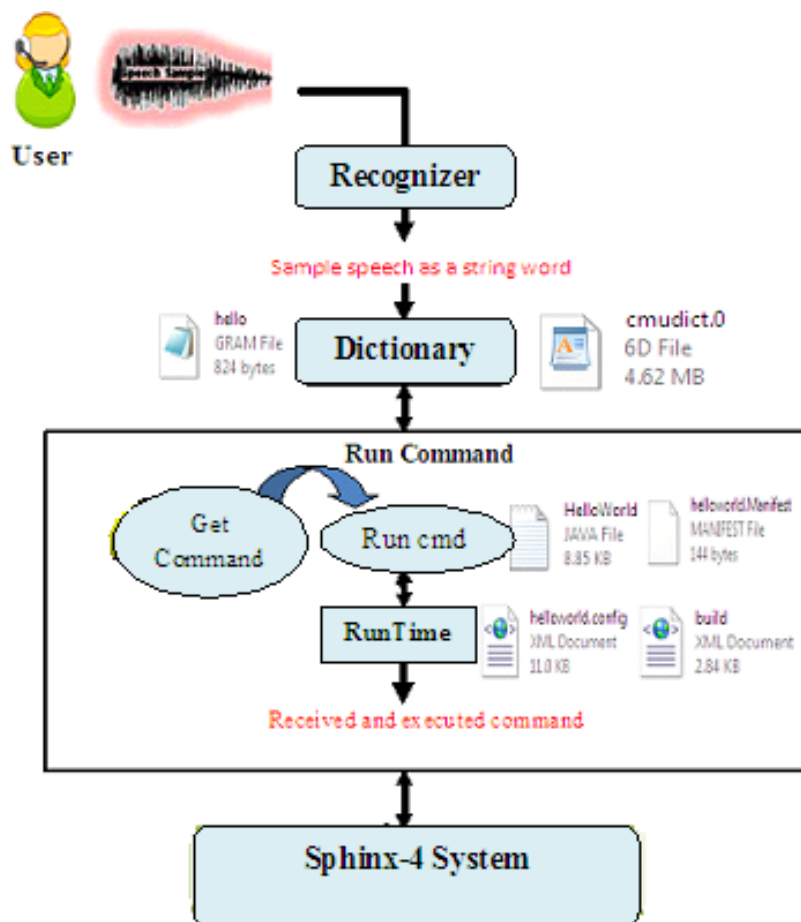 Speech Sample
User
Recognizer
Sample speech as a string word
hello
GRAM File
824 bytes
Dictionary
cmudict.0
6D File
4.62 MB
Run Command
Get
Command
Run cmd
HelloWorld
JAVA File
8.85 KB
helloworld.Manifest
MANIFEST File
144 bytes
RunTime
helloworld.config
XML Document
11.0 KB
build
XML Document
2.84 KB
Received and executed command
Sphinx-4 System